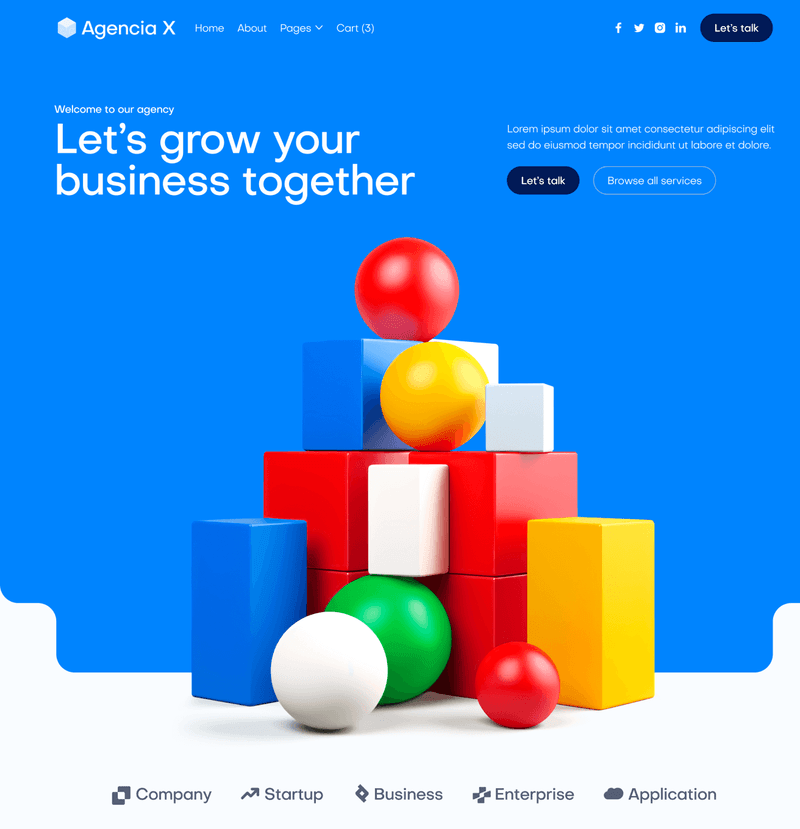 Agencia X
Home
About
Pages
Cart (3)
Let's talk
Welcome to our agency
Let's grow your
business together
Lorem ipsum dolor sit amet consectetur adipiscing elit
sed do eiusmod tempor incididunt ut labore et dolore.
Let's talk
Browse all services
Company
Startup
Business
Enterprise
Application